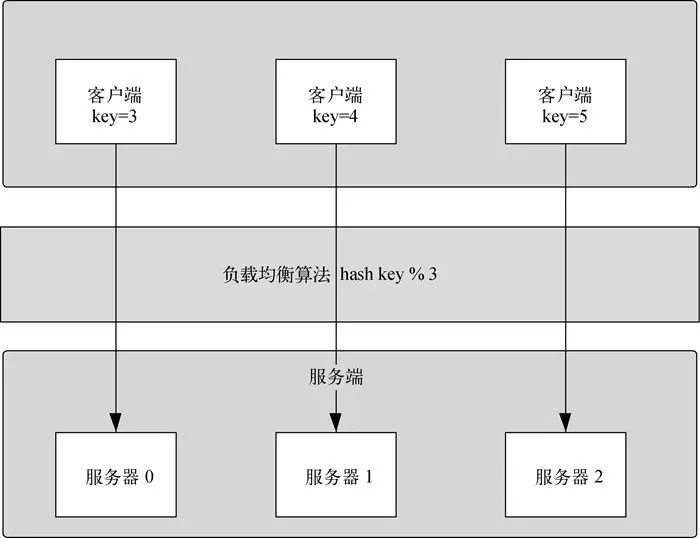 客户端
key=3
客户端
key=4
客户端
key=5
负载均衡算法 hash key % 3
服务端
服务器 0
服务器 1
服务器 2